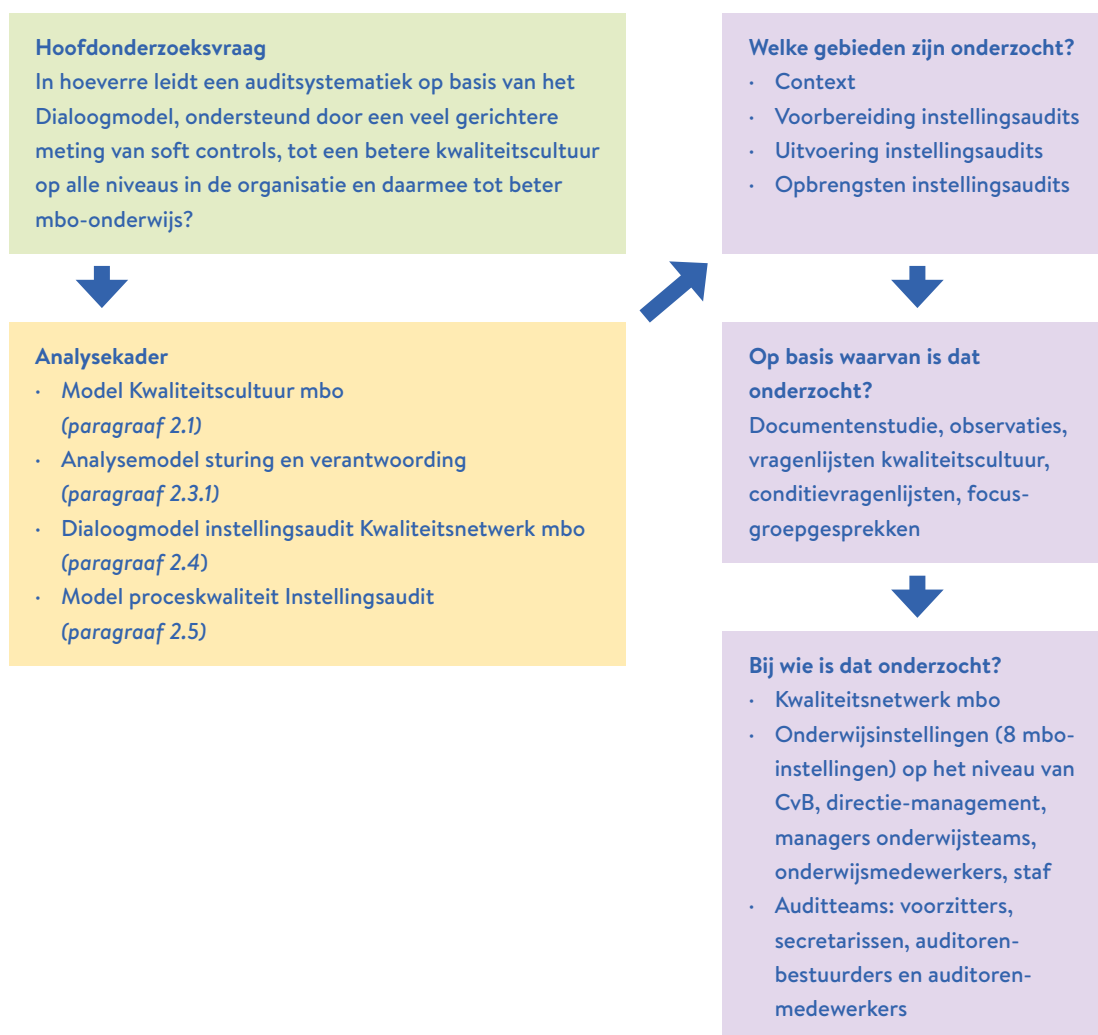 Hoofdonderzoeksvraag
In hoeverre leidt een auditsystematiek op basis van het
Dialoogmodel, ondersteund door een veel gerichtere
meting van soft controls, tot een betere kwaliteitscultuur
op alle niveaus in de organisatie en daarmee tot beter
mbo-onderwijs?
Analysekader
· Model Kwaliteitscultuur mbo
(paragraaf 2.1)
· Analysemodel sturing en verantwoording
(paragraaf 2.3.1)
· Dialoogmodel instellingsaudit Kwaliteitsnetwerk mbo
(paragraaf 2.4)
· Model proceskwaliteit Instellingsaudit
(paragraaf 2.5)
Welke gebieden zijn onderzocht?
· Context
· Voorbereiding instellingsaudits
· Uitvoering instellingsaudits
· Opbrengsten instellingsaudits
Op basis waarvan is dat
onderzocht?
Documentenstudie, observaties,
vragenlijsten kwaliteitscultuur,
conditievragenlijsten, focus-
groepgesprekken
Bij wie is dat onderzocht?
· Kwaliteitsnetwerk mbo
· Onderwijsinstellingen (8 mbo-
instellingen) op het niveau van
CvB, directie-management,
managers onderwijsteams,
onderwijsmedewerkers, staf
· Auditteams: voorzitters,
secretarissen, auditoren-
bestuurders en auditoren-
medewerkers